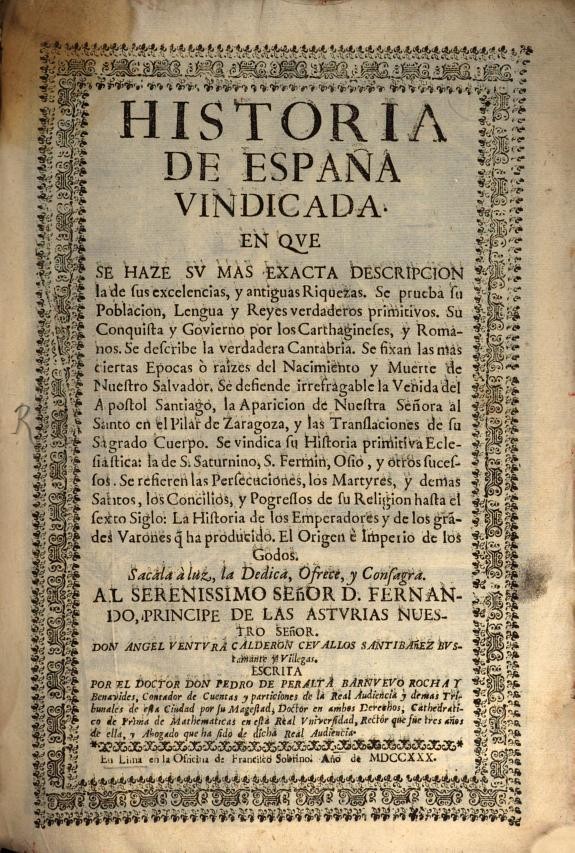 HISTORIA
DE ESPAÑA
VINDICADA.
EN QVE
SE HAZE SV MAS EXACTA DESCRIPCION
la de sus excelencias, y antiguas Riquezas. Se prueba su
Poblacion, Lengua y Reyes verdaderos primitivos. Su
Conquista y Govierno por los Carthagineses, y Roma-
nos. Se describe la verdadera Cantabria. Se fixan las mas
ciertas Epocas ò raizes del Nacimiento y Muerte de
Nuestro Salvador. Se defiende irrefragable la Venida del
Apostol Santiago, la Aparicion de Nuestra Señora al
Santo en el Pilar de Zaragoza, y las Translaciones de su
Sagrado Cuerpo. Se vindica su Historia primitiva Ecle-
siastica: la de S. Saturnino, S. Fermin, Osio, y otros suces-
sos. Se refieren las Persecuciones, los Martyres, y demas
Santos, los Concilios, y Progressos de su Religion hasta el
sexto Siglo: La Historia de los Emperadores y de los grã-
des Varones q̃ ha producido. El Origen è Imperio de los
Godos.
Sacala à luz, la Dedica, Ofrece, y Consagra.
AL SERENISSIMO SEñOR D. FERNAN-
DO, PRINCIPE DE LAS ASTVRIAS NUES-
TRO SEñOR.
DON ANGEL VENTVRA CALDERON CEVALLOS SANTIBAñEZ BVS-
tamante y Villegas.
ESCRITA
POR EL DOCTOR DON PEDRO DE PERALTA BARNVEVO ROCHA Y
Benavides, Contador de Cuentas y particiones de la Real Audiencia y demas Tri-
bunales de esta Ciudad por su Magestad, Doctor en ambos Derechos, Cathedrati-
co de Prima de Mathematicas en esta Real Vniversidad, Rector que fue tres años
de ella, y Abogado que ha sido de dicha Real Audiencia.
En Lima en la Oficina de Francisco Sobrino. Año de MDCCXXX.
R